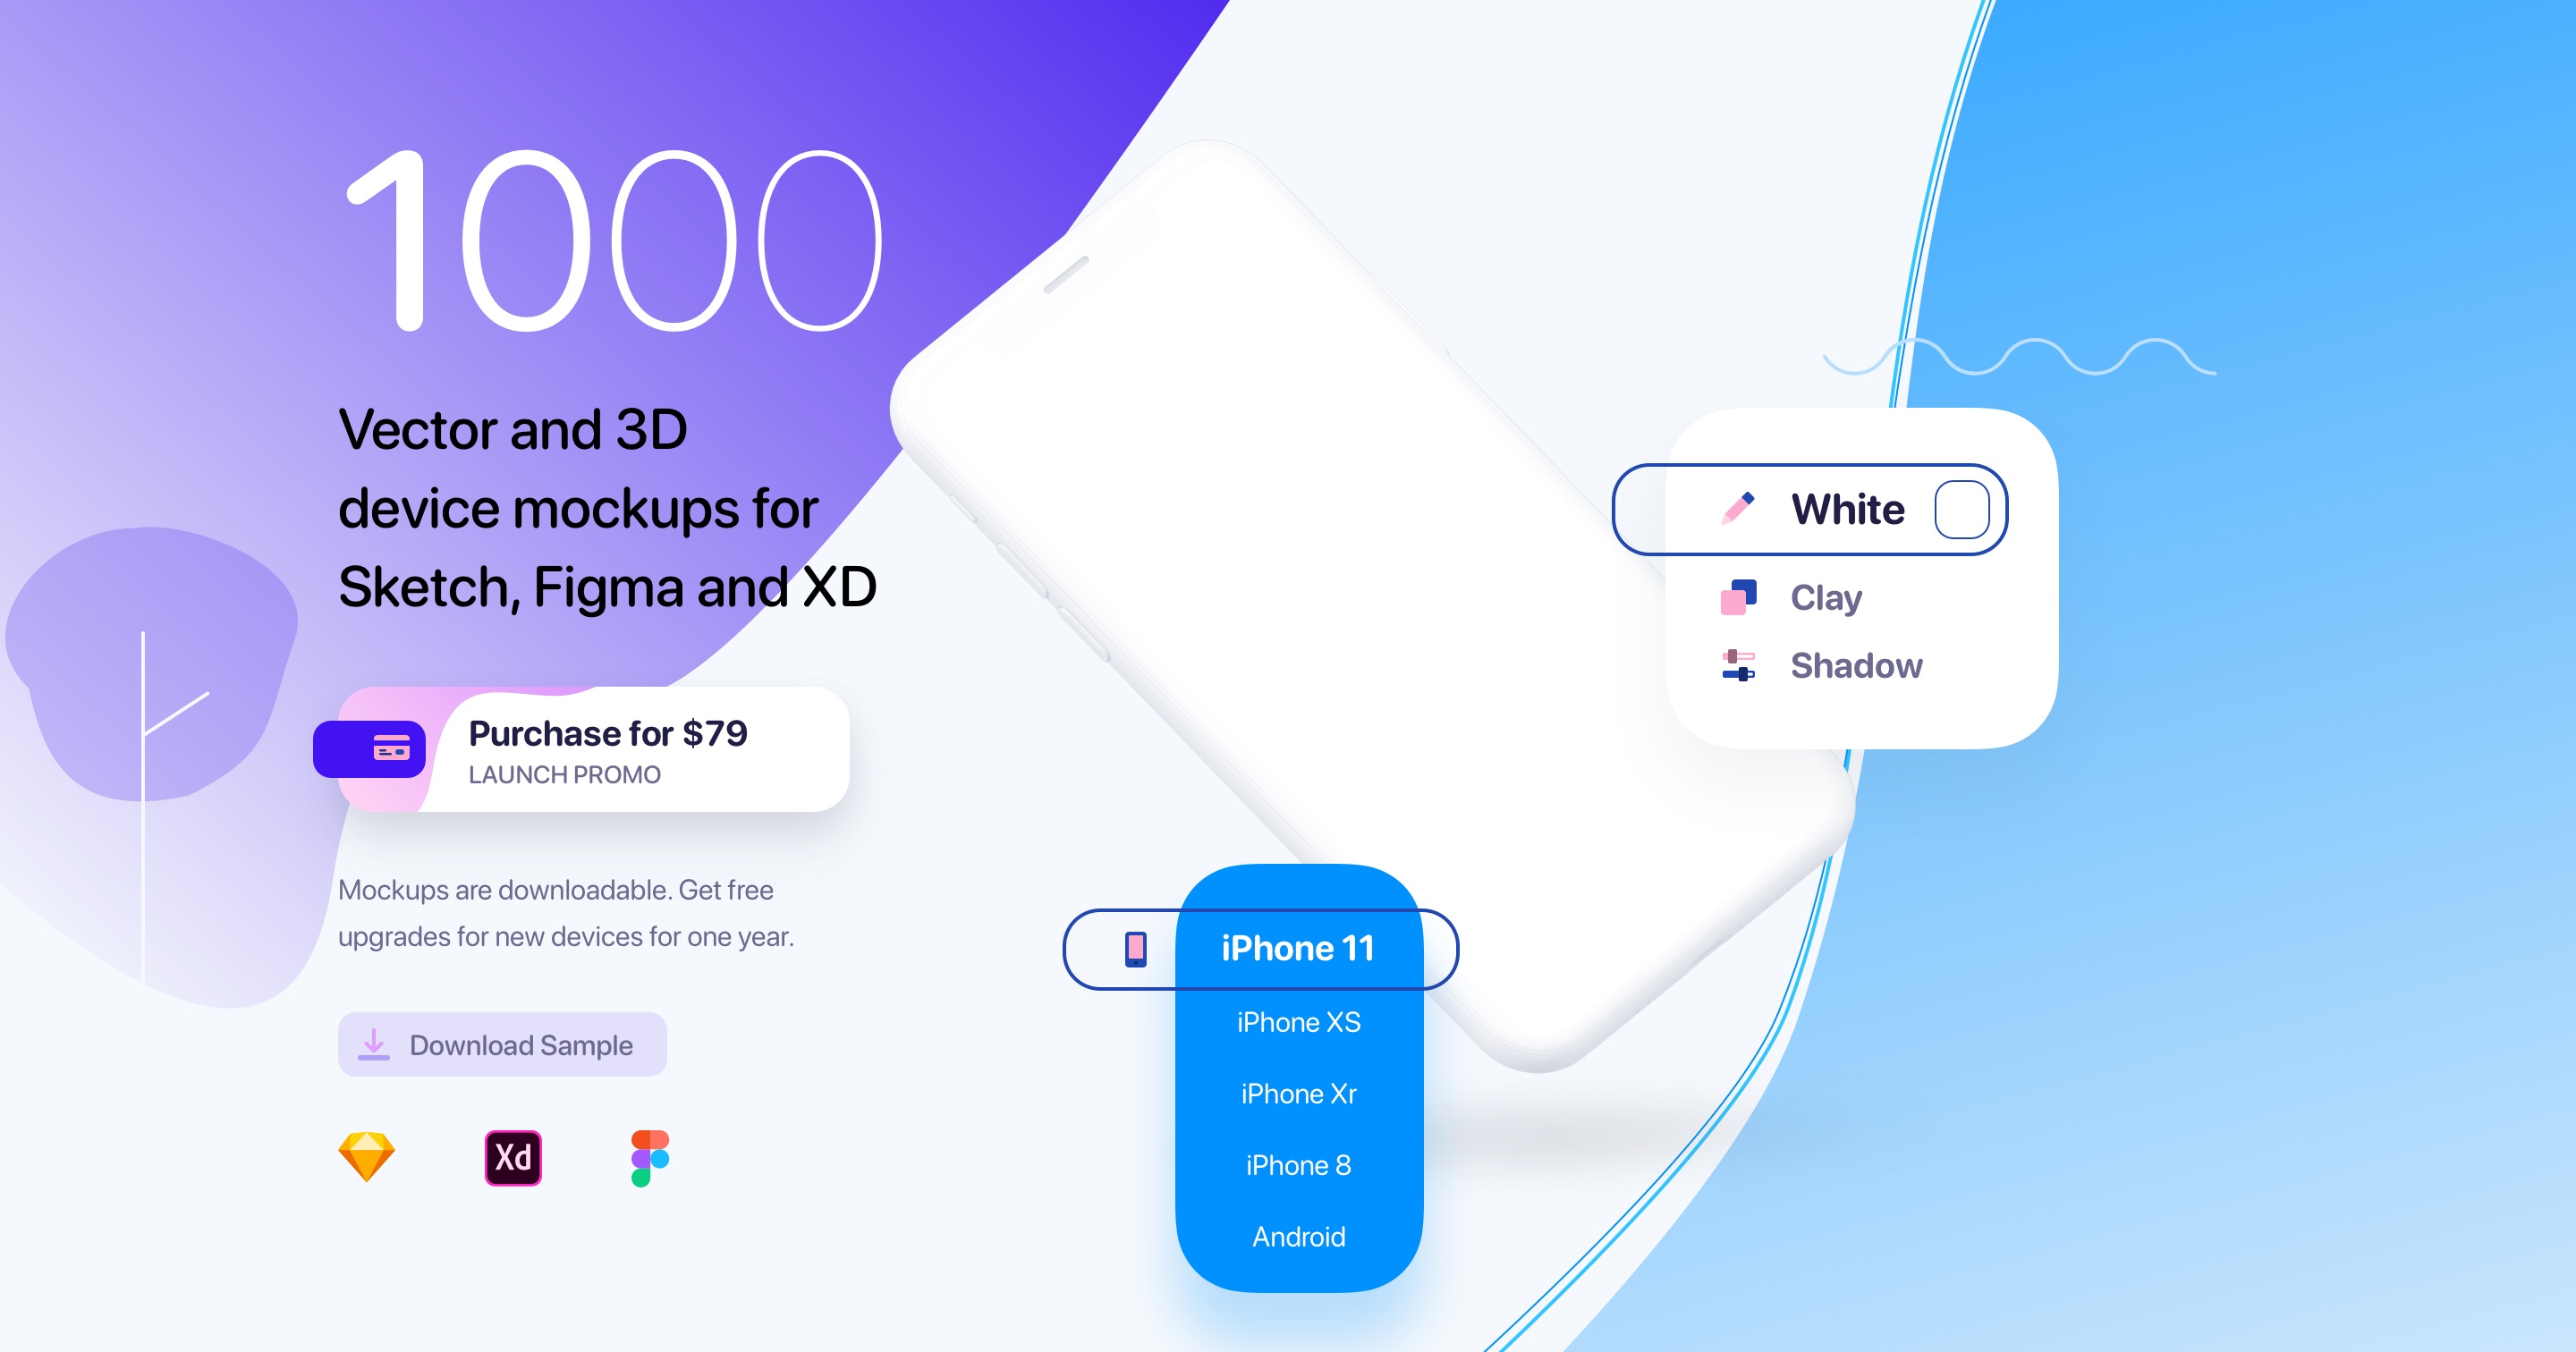 1000
Vector and 3D
device mockups for
Sketch, Figma and XD
Purchase for $79
LAUNCH PROMO
Mockups are downloadable. Get free
upgrades for new devices for one year.
Download Sample
Xd
White
Clay
Shadow
iPhone 11
iPhone XS
iPhone Xr
iPhone 8
Android